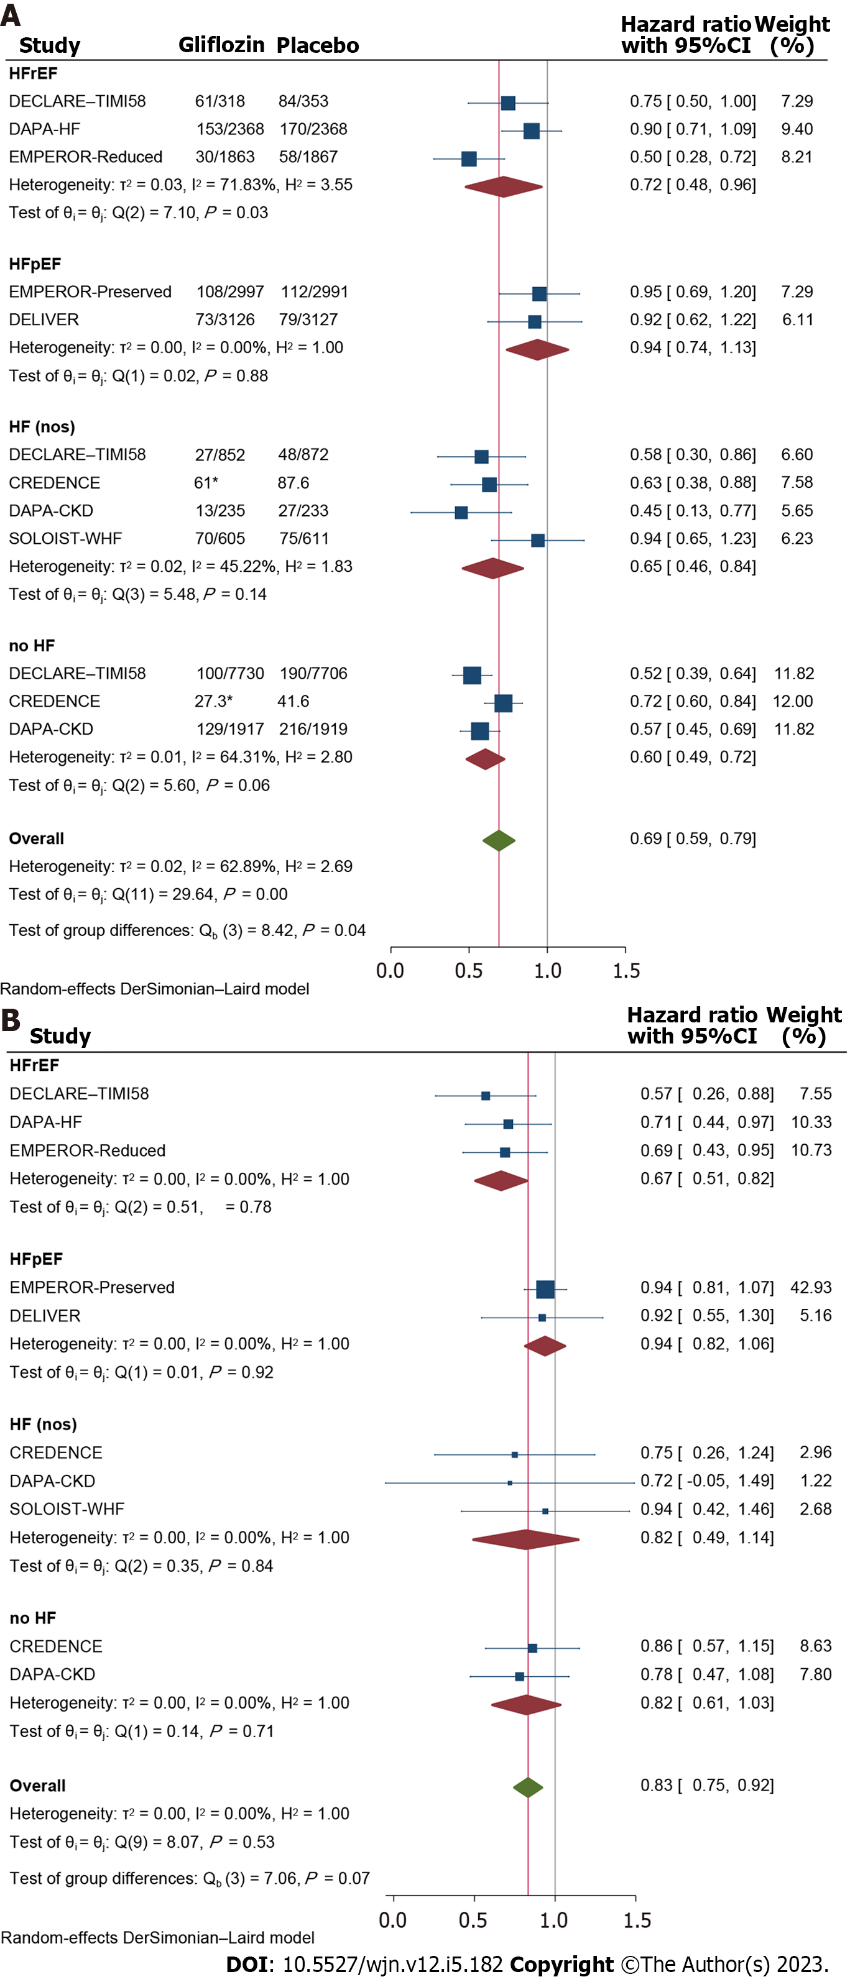 A
Study Gliflozin Placebo Hazard ratio with 95%CI Weight (%)
HFrEF
DECLARE–TIMI58 61/318 84/353 0.75 [ 0.50, 1.00] 7.29
DAPA-HF 153/2368 170/2368 0.90 [ 0.71, 1.09] 9.40
EMPEROR-Reduced 30/1863 58/1867 0.50 [ 0.28, 0.72] 8.21
Heterogeneity: τ² = 0.03, I² = 71.83%, H² = 3.55 0.72 [ 0.48, 0.96]
Test of θi = θj: Q(2) = 7.10, P = 0.03
HFpEF
EMPEROR-Preserved 108/2997 112/2991 0.95 [ 0.69, 1.20] 7.29
DELIVER 73/3126 79/3127 0.92 [ 0.62, 1.22] 6.11
Heterogeneity: τ² = 0.00, I² = 0.00%, H² = 1.00 0.94 [ 0.74, 1.13]
Test of θi = θj: Q(1) = 0.02, P = 0.88
HF (nos)
DECLARE–TIMI58 27/852 48/872 0.58 [ 0.30, 0.86] 6.60
CREDENCE 61* 87.6 0.63 [ 0.38, 0.88] 7.58
DAPA-CKD 13/235 27/233 0.45 [ 0.13, 0.77] 5.65
SOLOIST-WHF 70/605 75/611 0.94 [ 0.65, 1.23] 6.23
Heterogeneity: τ² = 0.02, I² = 45.22%, H² = 1.83 0.65 [ 0.46, 0.84]
Test of θi = θj: Q(3) = 5.48, P = 0.14
no HF
DECLARE–TIMI58 100/7730 190/7706 0.52 [ 0.39, 0.64] 11.82
CREDENCE 27.3* 41.6 0.72 [ 0.60, 0.84] 12.00
DAPA-CKD 129/1917 216/1919 0.57 [ 0.45, 0.69] 11.82
Heterogeneity: τ² = 0.01, I² = 64.31%, H² = 2.80 0.60 [ 0.49, 0.72]
Test of θi = θj: Q(2) = 5.60, P = 0.06
Overall 0.69 [ 0.59, 0.79]
Heterogeneity: τ² = 0.02, I² = 62.89%, H² = 2.69
Test of θi = θj: Q(11) = 29.64, P = 0.00
Test of group differences: Qb (3) = 8.42, P = 0.04
0.0 0.5 1.0 1.5
Random-effects DerSimonian–Laird model
B
Study Hazard ratio with 95%CI Weight (%)
HFrEF
DECLARE–TIMI58 0.57 [ 0.26, 0.88] 7.55
DAPA-HF 0.71 [ 0.44, 0.97] 10.33
EMPEROR-Reduced 0.69 [ 0.43, 0.95] 10.73
Heterogeneity: τ² = 0.00, I² = 0.00%, H² = 1.00 0.67 [ 0.51, 0.82]
Test of θi = θj: Q(2) = 0.51, = 0.78
HFpEF
EMPEROR-Preserved 0.94 [ 0.81, 1.07] 42.93
DELIVER 0.92 [ 0.55, 1.30] 5.16
Heterogeneity: τ² = 0.00, I² = 0.00%, H² = 1.00 0.94 [ 0.82, 1.06]
Test of θi = θj: Q(1) = 0.01, P = 0.92
HF (nos)
CREDENCE 0.75 [ 0.26, 1.24] 2.96
DAPA-CKD 0.72 [ -0.05, 1.49] 1.22
SOLOIST-WHF 0.94 [ 0.42, 1.46] 2.68
Heterogeneity: τ² = 0.00, I² = 0.00%, H² = 1.00 0.82 [ 0.49, 1.14]
Test of θi = θj: Q(2) = 0.35, P = 0.84
no HF
CREDENCE 0.86 [ 0.57, 1.15] 8.63
DAPA-CKD 0.78 [ 0.47, 1.08] 7.80
Heterogeneity: τ² = 0.00, I² = 0.00%, H² = 1.00 0.82 [ 0.61, 1.03]
Test of θi = θj: Q(1) = 0.14, P = 0.71
Overall 0.83 [ 0.75, 0.92]
Heterogeneity: τ² = 0.00, I² = 0.00%, H² = 1.00
Test of θi = θj: Q(9) = 8.07, P = 0.53
Test of group differences: Qb (3) = 7.06, P = 0.07
0.0 0.5 1.0 1.5
Random-effects DerSimonian–Laird model
DOI: 10.5527/wjn.v12.i5.182 Copyright ©The Author(s) 2023.